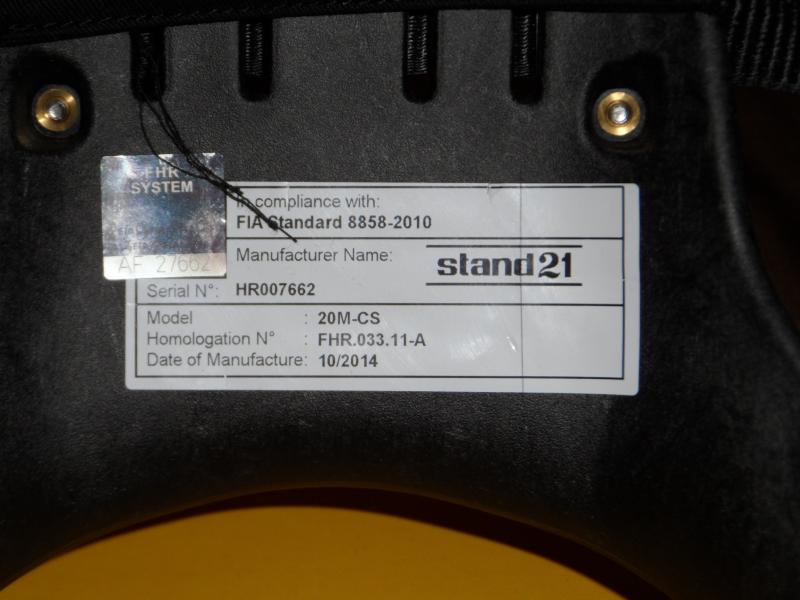 FHR
SYSTEM
AF 27662
In compliance with:
FIA Standard 8858-2010
Manufacturer Name: stand21
Serial N°: HR007662
Model : 20M-CS
Homologation N° : FHR.033.11-A
Date of Manufacture: 10/2014